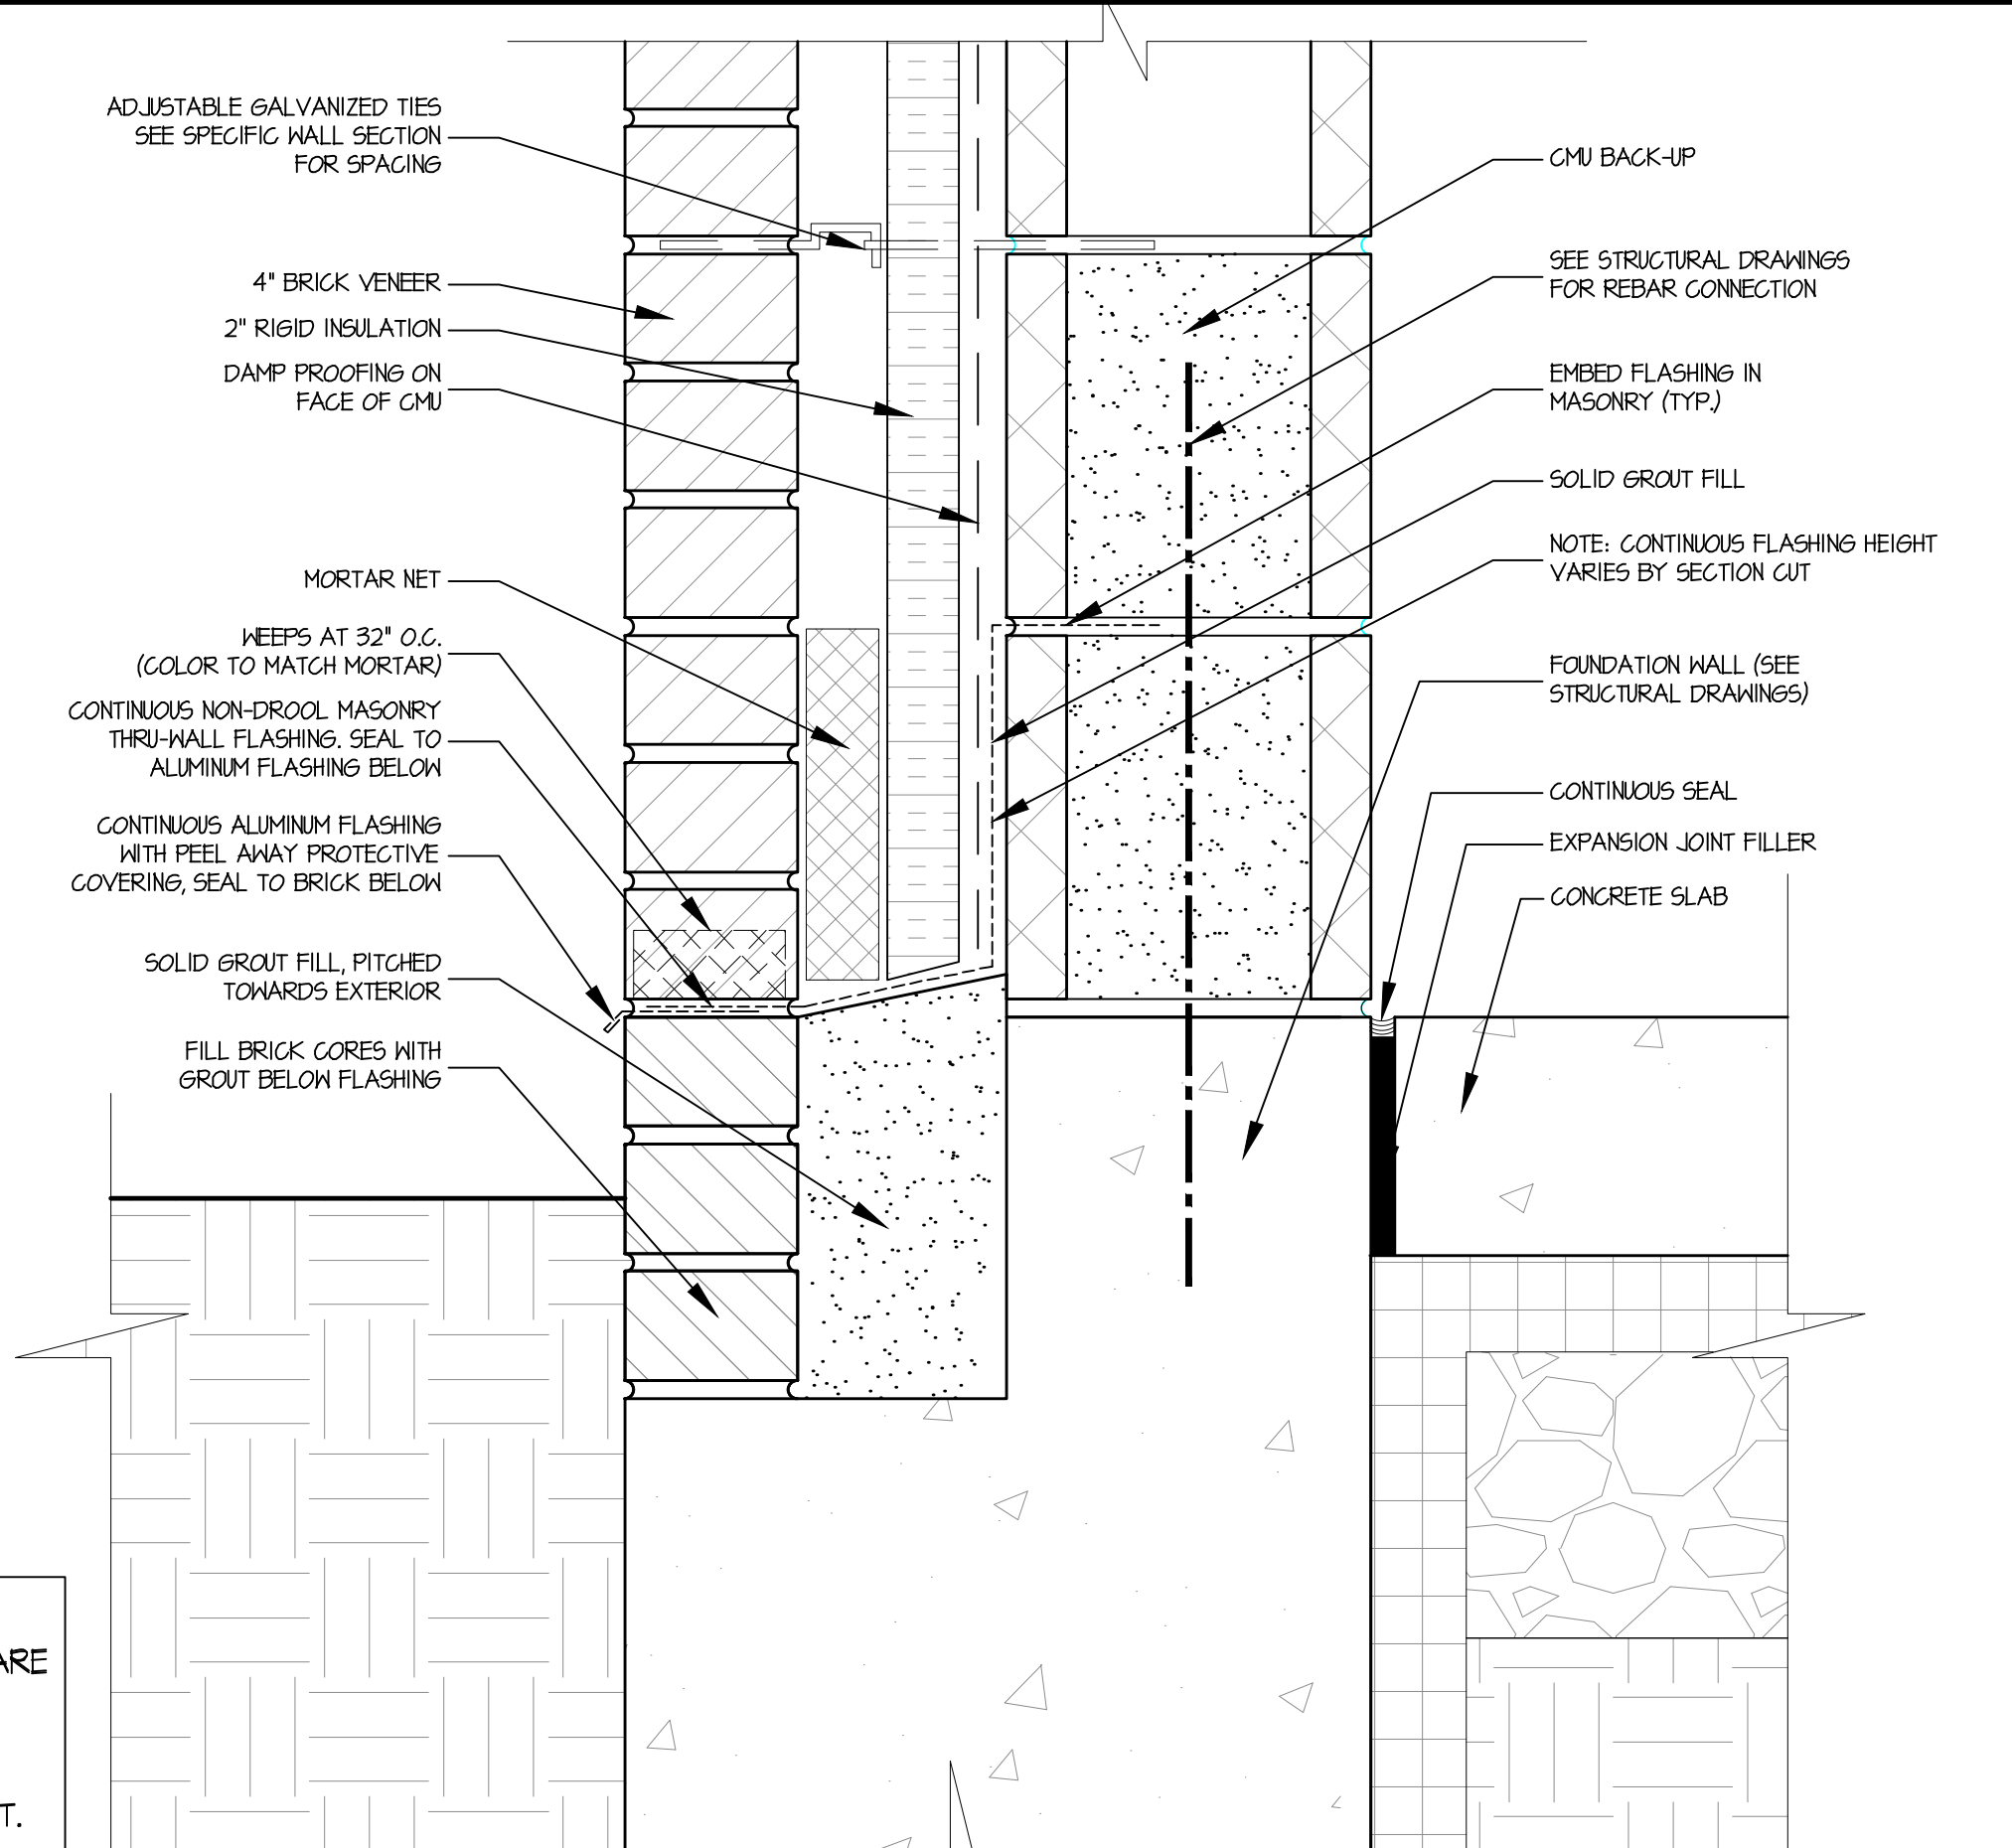 ADJUSTABLE GALVANIZED TIES
SEE SPECIFIC WALL SECTION
FOR SPACING
4" BRICK VENEER
2" RIGID INSULATION
DAMP PROOFING ON
FACE OF CMU
MORTAR NET
WEEPS AT 32" O.C.
(COLOR TO MATCH MORTAR)
CONTINUOUS NON-DROOL MASONRY
THRU-WALL FLASHING. SEAL TO
ALUMINUM FLASHING BELOW
CONTINUOUS ALUMINUM FLASHING
WITH PEEL AWAY PROTECTIVE
COVERING, SEAL TO BRICK BELOW
SOLID GROUT FILL, PITCHED
TOWARDS EXTERIOR
FILL BRICK CORES WITH
GROUT BELOW FLASHING
CMU BACK-UP
SEE STRUCTURAL DRAWINGS
FOR REBAR CONNECTION
EMBED FLASHING IN
MASONRY (TYP.)
SOLID GROUT FILL
NOTE: CONTINUOUS FLASHING HEIGHT
VARIES BY SECTION CUT
FOUNDATION WALL (SEE
STRUCTURAL DRAWINGS)
CONTINUOUS SEAL
EXPANSION JOINT FILLER
CONCRETE SLAB
ARE
T.